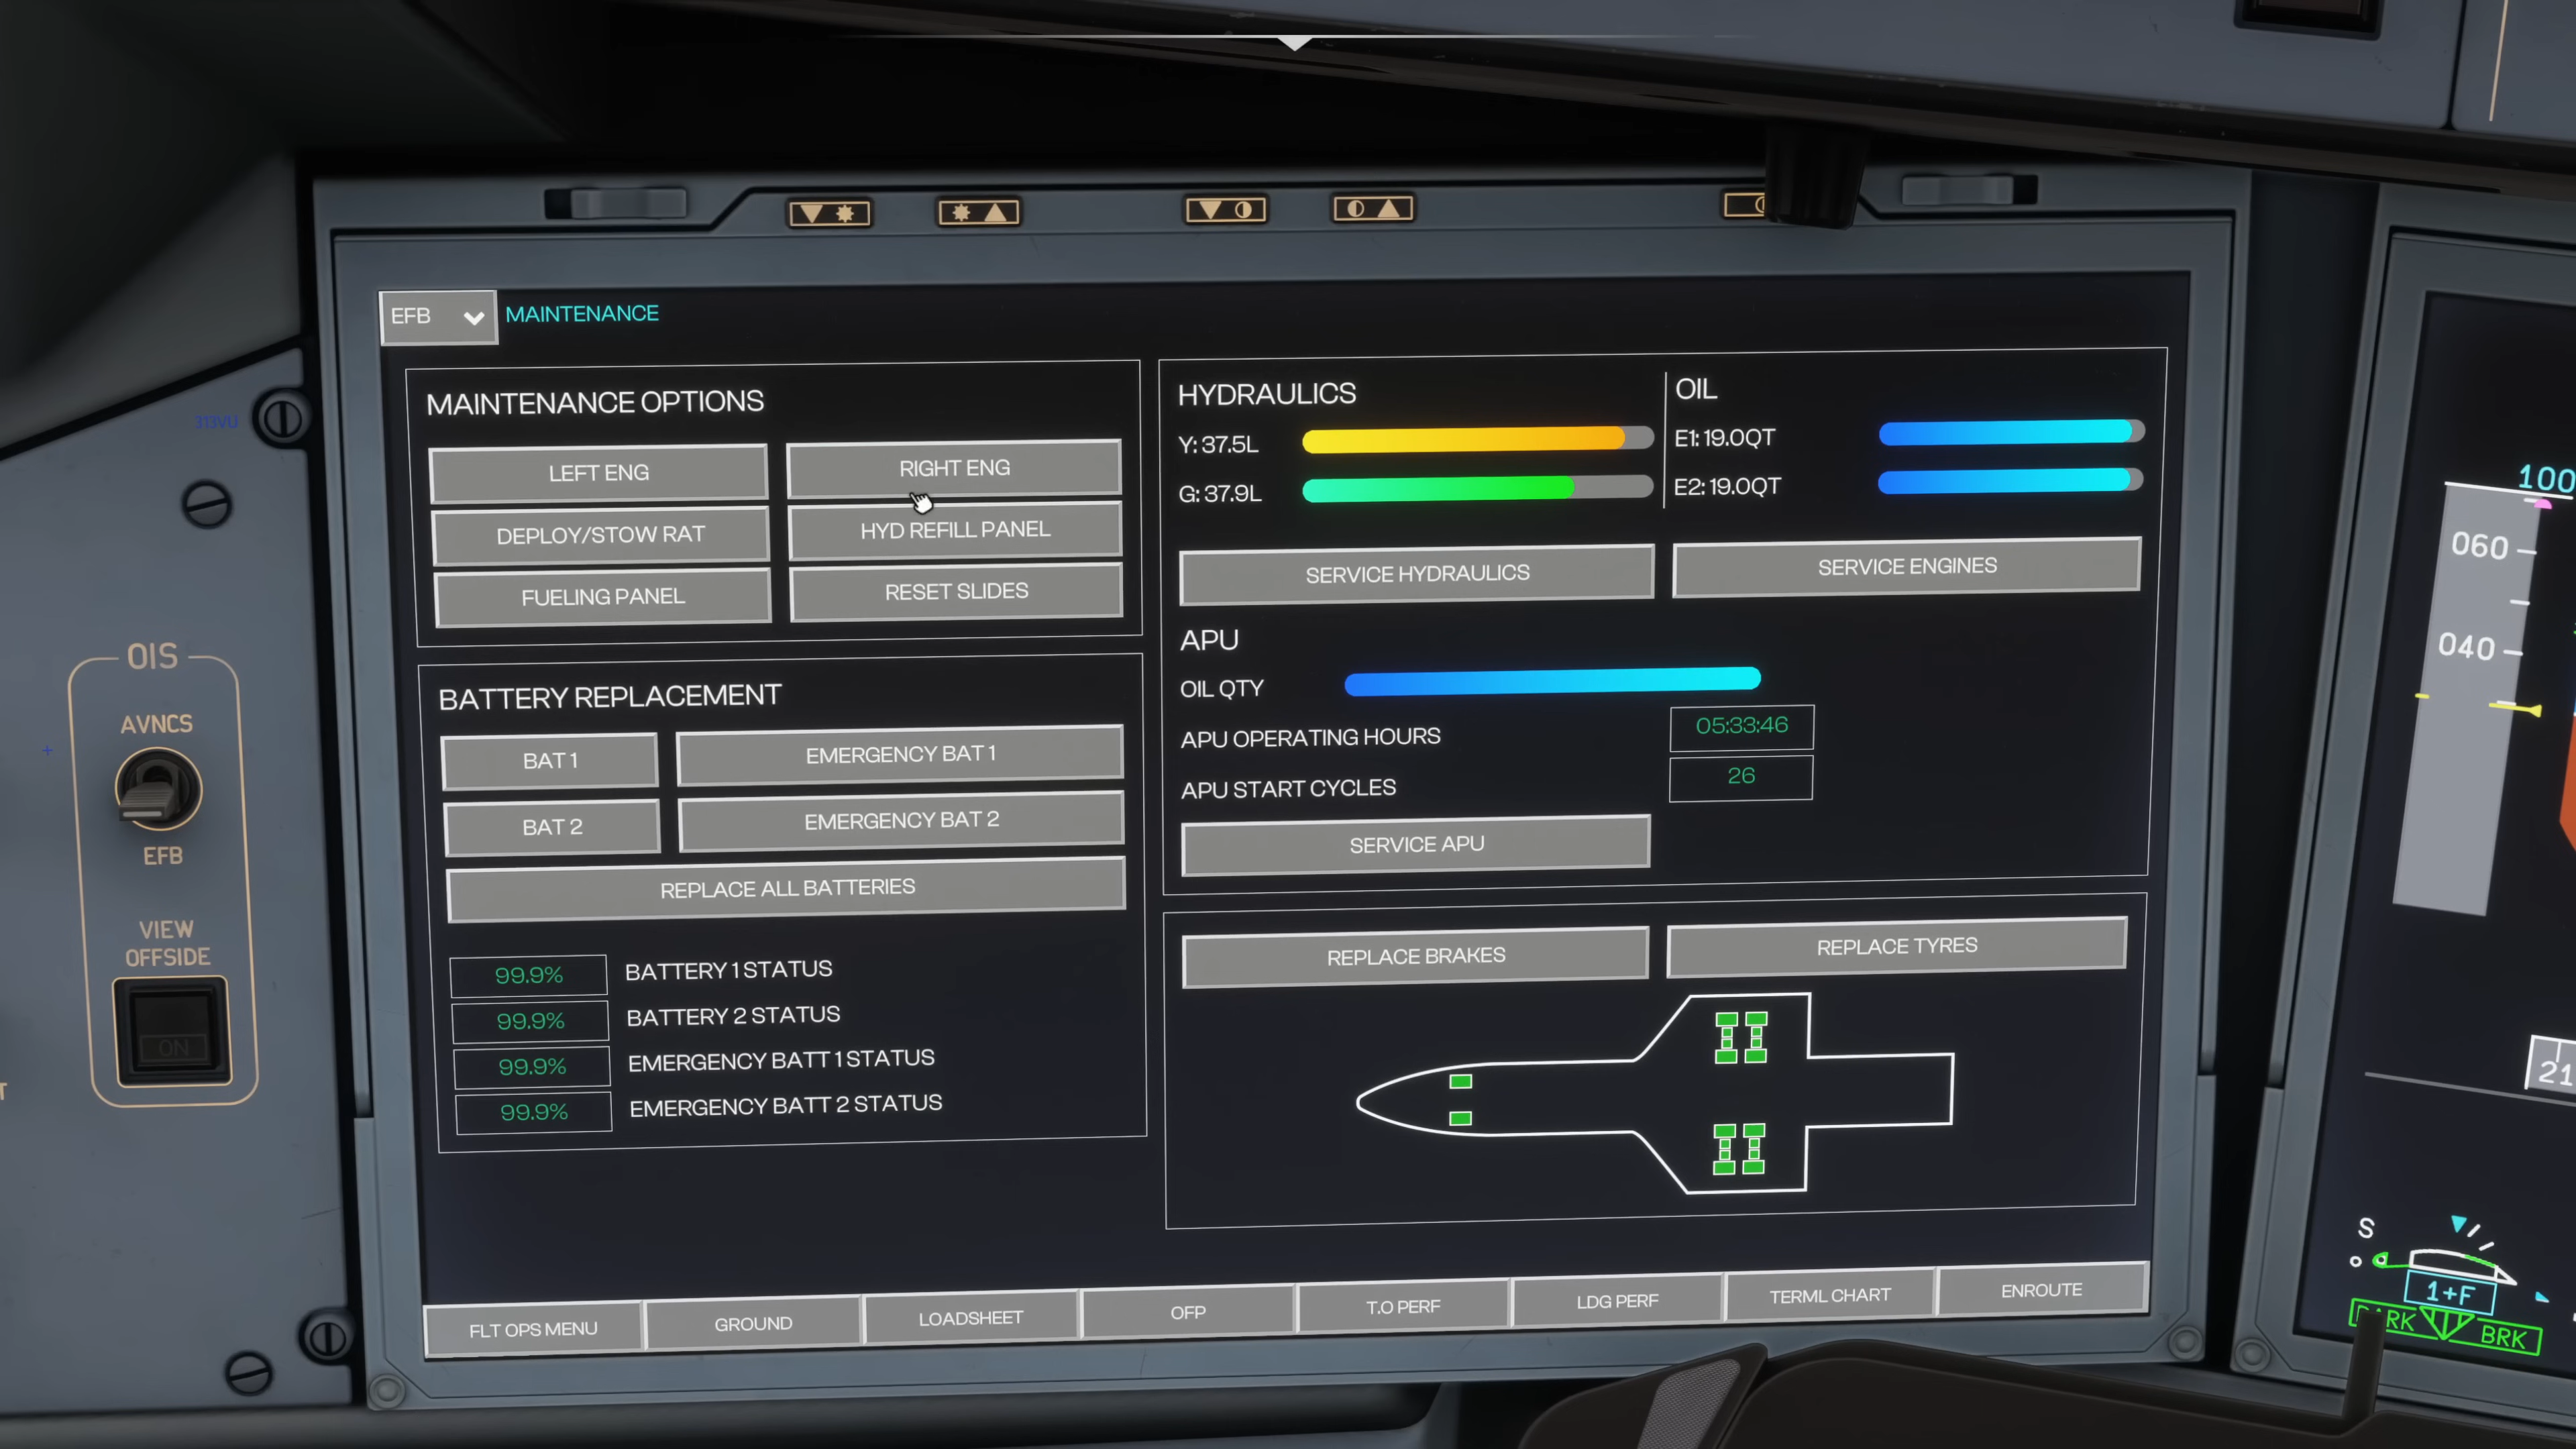 EFB
MAINTENANCE
MAINTENANCE OPTIONS
LEFT ENG
RIGHT ENG
DEPLOY/STOW RAT
HYD REFILL PANEL
FUELING PANEL
RESET SLIDES
BATTERY REPLACEMENT
BAT 1
EMERGENCY BAT 1
BAT 2
EMERGENCY BAT 2
REPLACE ALL BATTERIES
99.9% BATTERY 1 STATUS
99.9% BATTERY 2 STATUS
99.9% EMERGENCY BATT 1 STATUS
99.9% EMERGENCY BATT 2 STATUS
HYDRAULICS
Y: 37.5L
G: 37.9L
OIL
E1: 19.0QT
E2: 19.0QT
SERVICE HYDRAULICS
SERVICE ENGINES
APU
OIL QTY
APU OPERATING HOURS 05:33:46
APU START CYCLES 26
SERVICE APU
REPLACE BRAKES
REPLACE TYRES
FLT OPS MENU
GROUND
LOADSHEET
OFP
T.O PERF
LDG PERF
TERML CHART
ENROUTE
313VU
OIS
AVNCS
EFB
VIEW
OFFSIDE
ON
100
060
040
21
S
1+F
BRK